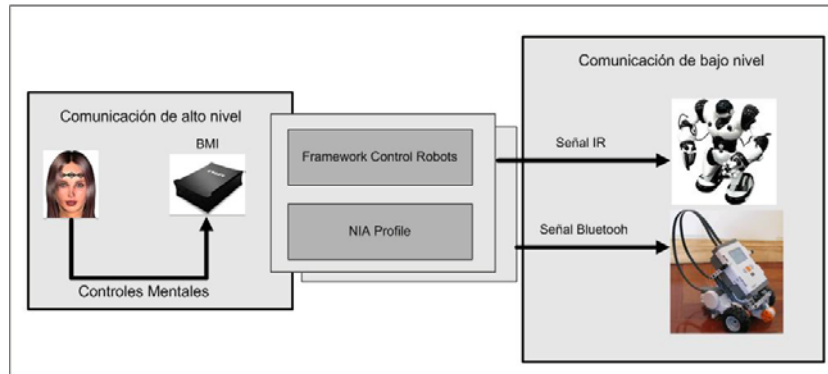 Comunicación de alto nivel
BMI
Controles Mentales
Framework Control Robots
NIA Profile
Comunicación de bajo nivel
Señal IR
Señal Bluetooh